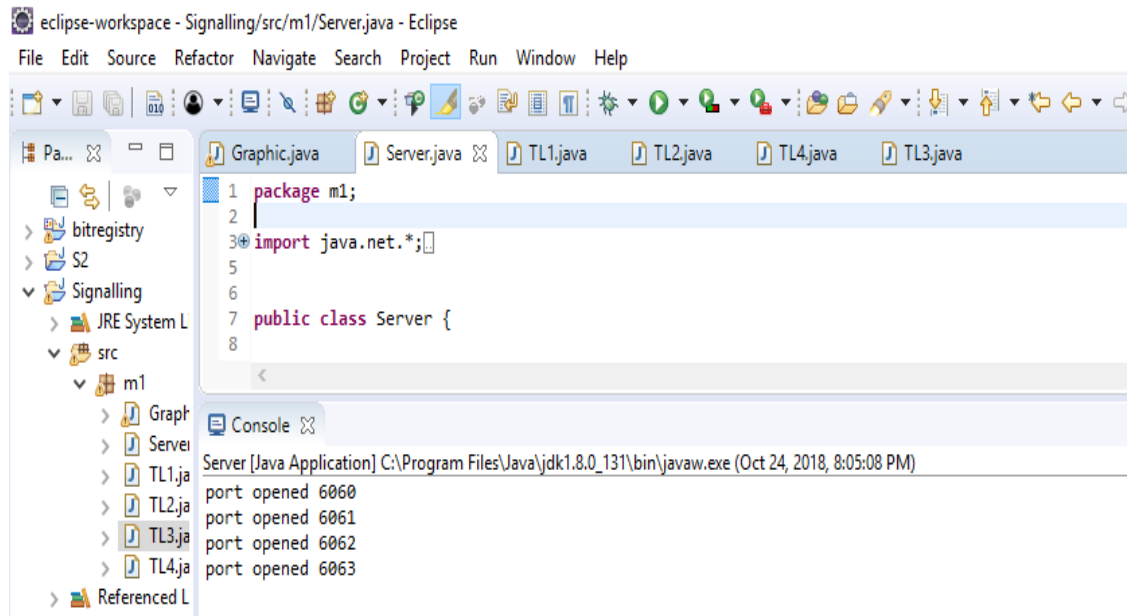 eclipse-workspace - Signalling/src/m1/Server.java - Eclipse
File Edit Source Refactor Navigate Search Project Run Window Help
010
Pa... Graphic.java Server.java TL1.java TL2.java TL4.java TL3.java
bitregistry
S2
Signalling
JRE System Li
src
m1
Graph
Server
TL1.ja
TL2.ja
TL3.ja
TL4.ja
Referenced L
1 package m1;
2
3 import java.net.*;
5
6
7 public class Server {
8
Console
Server [Java Application] C:\Program Files\Java\jdk1.8.0_131\bin\javaw.exe (Oct 24, 2018, 8:05:08 PM)
port opened 6060
port opened 6061
port opened 6062
port opened 6063